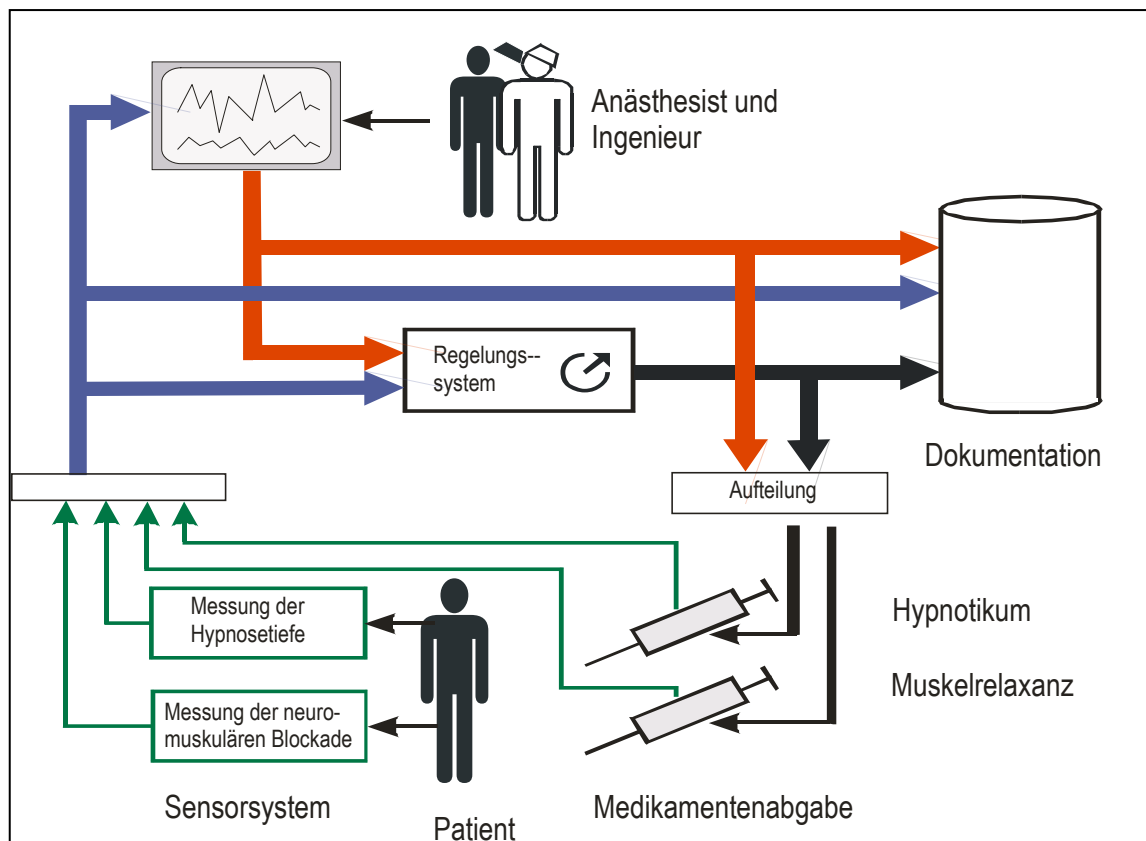 Anästhesist und
Ingenieur
Regelungs--
system
Dokumentation
Aufteilung
Messung der
Hypnosetiefe
Hypnotikum
Muskelrelaxanz
Messung der neuro-
muskulären Blockade
Sensorsystem
Patient
Medikamentenabgabe